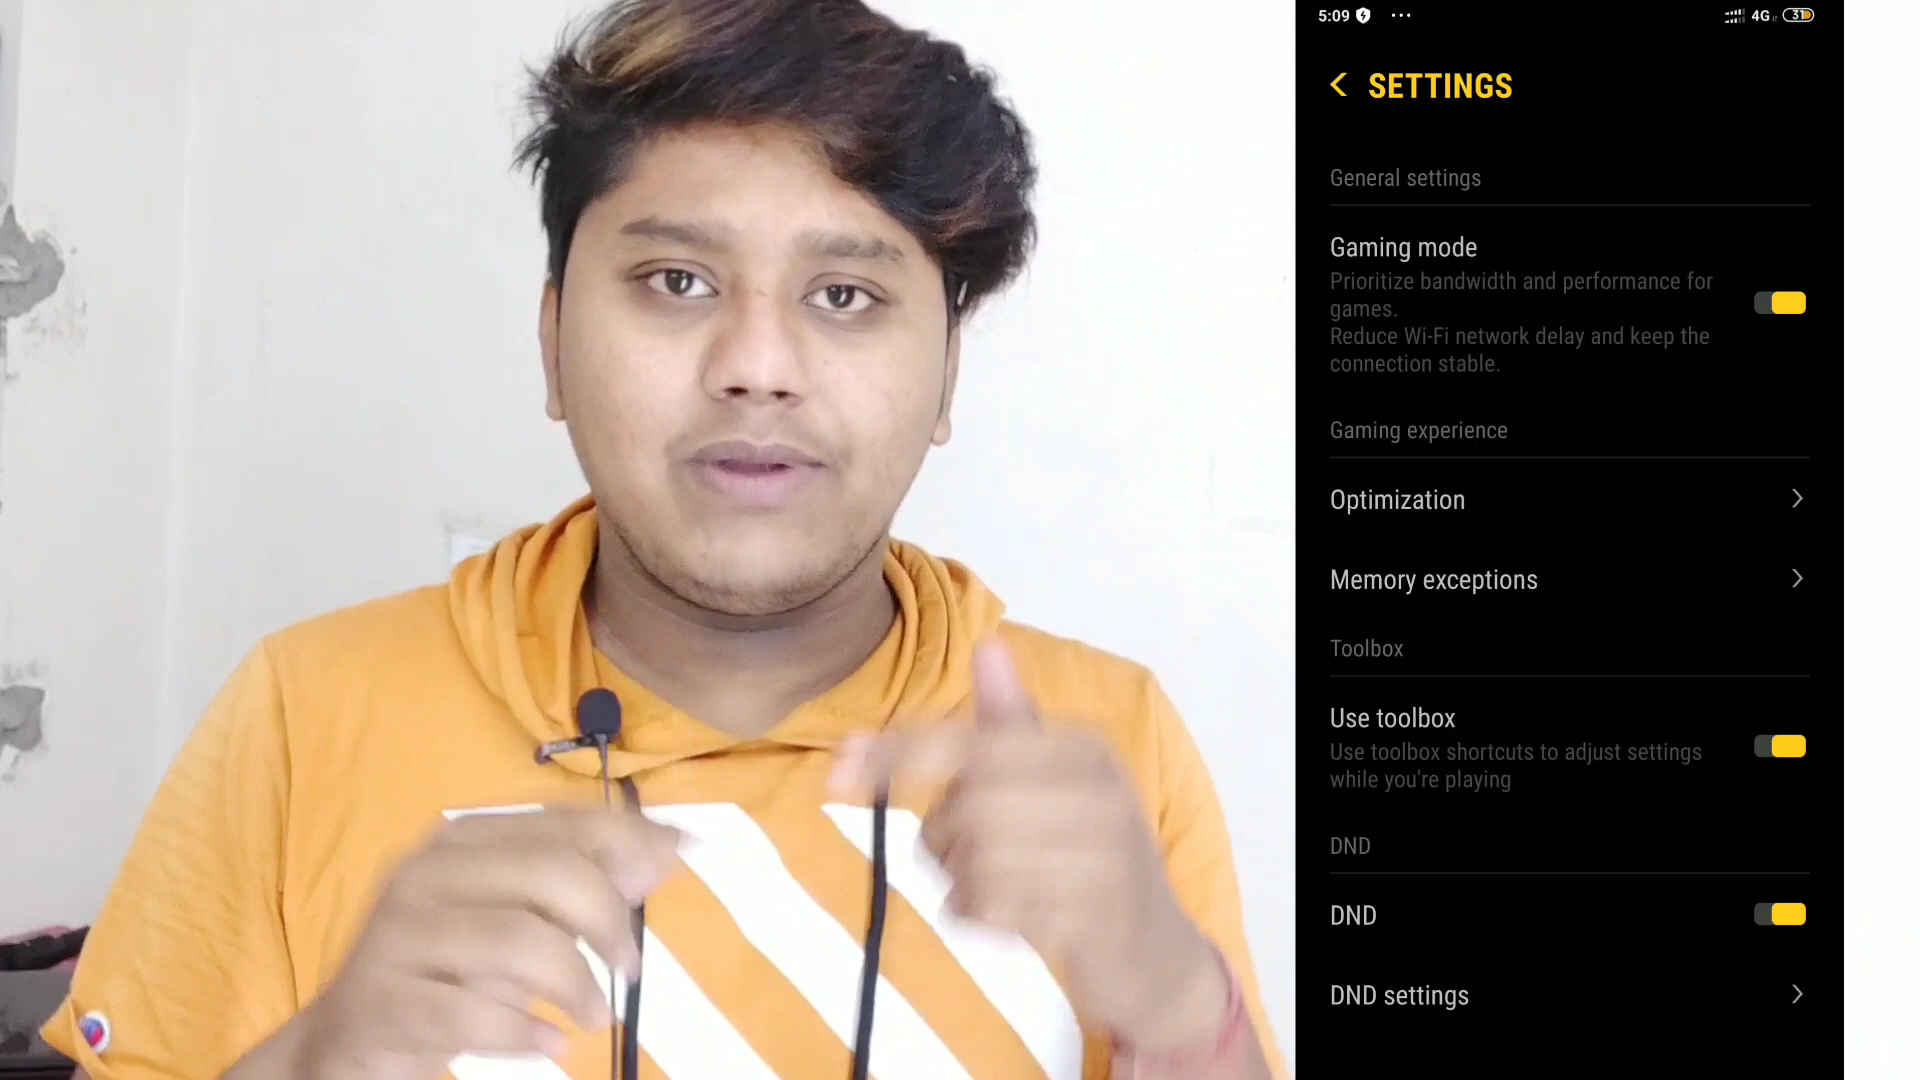 5:09
4G
31
SETTINGS
General settings
Gaming mode
Prioritize bandwidth and performance for
games.
Reduce Wi-Fi network delay and keep the
connection stable.
Gaming experience
Optimization
Memory exceptions
Toolbox
Use toolbox
Use toolbox shortcuts to adjust settings
while you're playing
DND
DND
DND settings